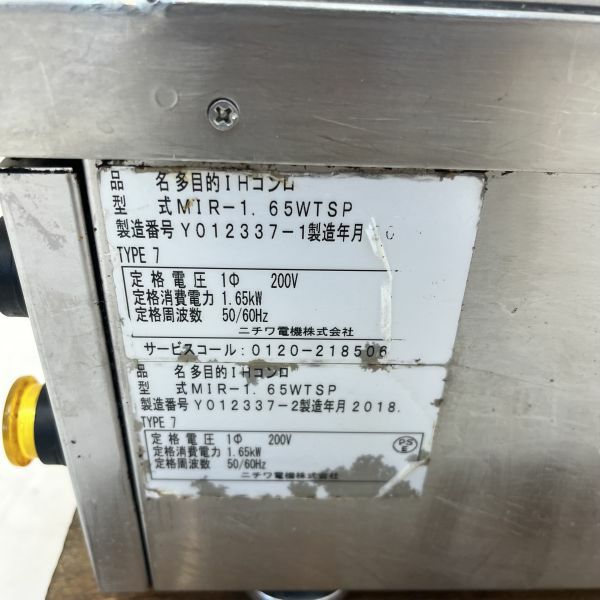 品 名 多目的IHコンロ
型 式 MIR-1. 65WTSP
製造番号 Y012337-1 製造年月
TYPE 7
定格電圧 1Φ 200V
定格消費電力 1.65kW
定格周波数 50/60Hz
ニチワ電機株式会社
サービスコール:0120-218506
品 名 多目的IHコンロ
型 式 MIR-1. 65WTSP
製造番号 Y012337-2 製造年月 2018.
TYPE 7
定格電圧 1Φ 200V
定格消費電力 1.65kW
定格周波数 50/60Hz
PS
E
ニチワ電機株式会社